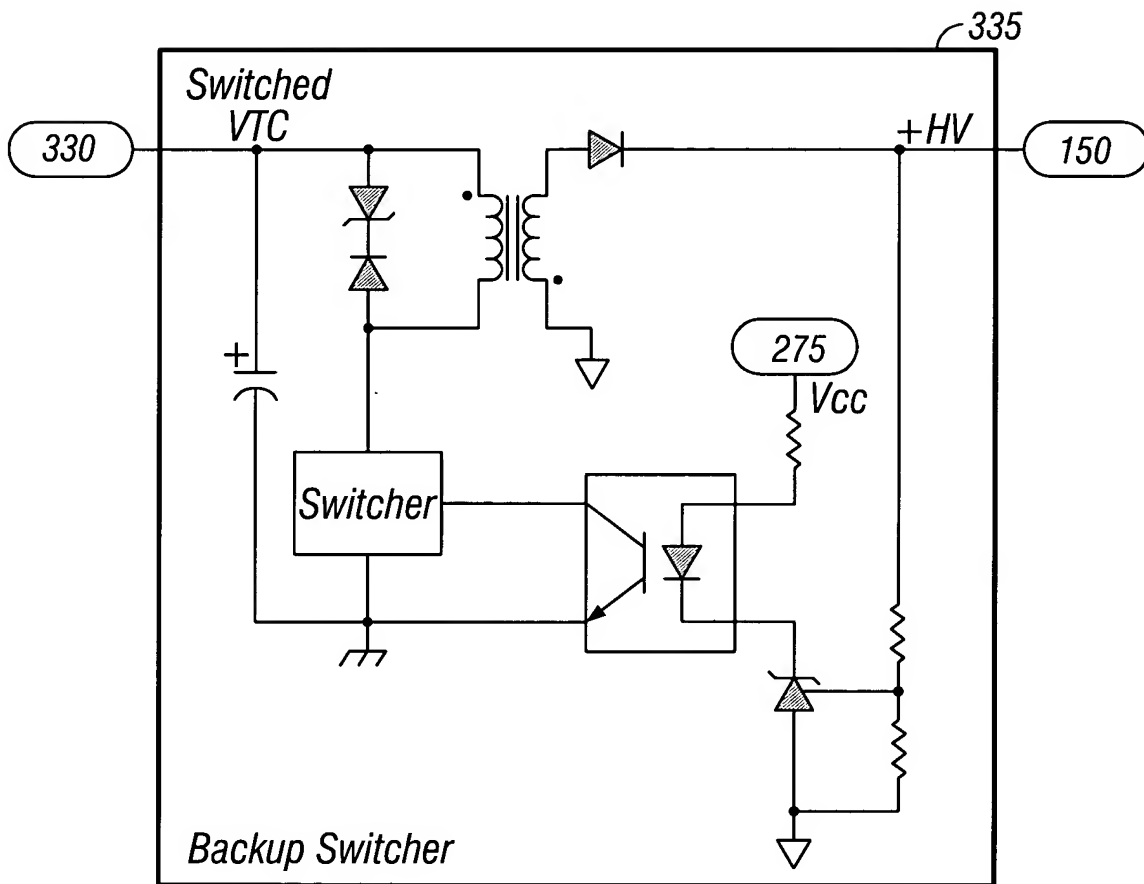 335
Switched
VTC
330
+HV
150
275
Vcc
+
Switcher
Backup Switcher